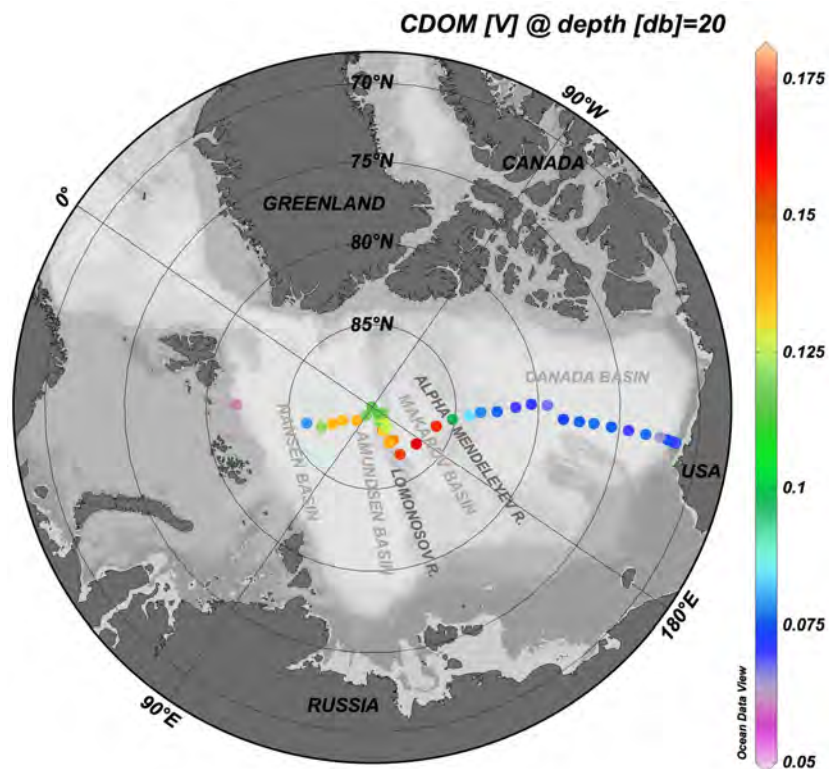 CDOM [V] @ depth [db]=20
70°N
90°W
0.175
75°N
CANADA
0°
GREENLAND
0.15
80°N
85°N
0.125
CANADA BASIN
ALPHA - MENDELEYEV R.
MAKAROV BASIN
NANSEN BASIN
AMUNDSEN BASIN
LOMONOSOV R.
USA
0.1
0.075
180°E
90°E
RUSSIA
Ocean Data View
0.05